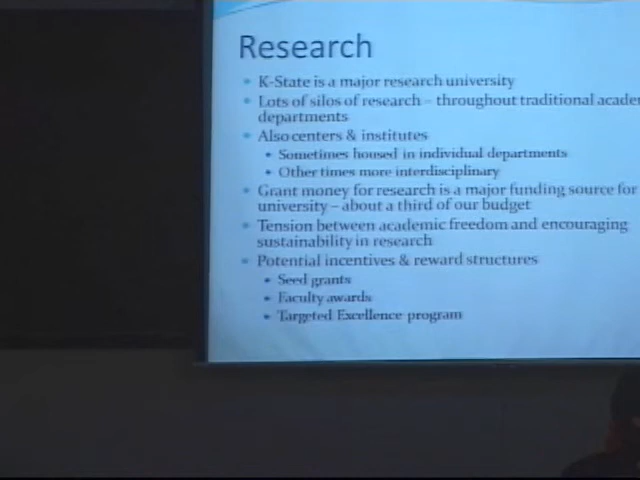 Research
K-State is a major research university
Lots of silos of research – throughout traditional acade
departments
Also centers & institutes
Sometimes housed in individual departments
Other times more interdisciplinary
Grant money for research is a major funding source for
university – about a third of our budget
Tension between academic freedom and encouraging
sustainability in research
Potential incentives & reward structures
Seed grants
Faculty awards
Targeted Excellence program